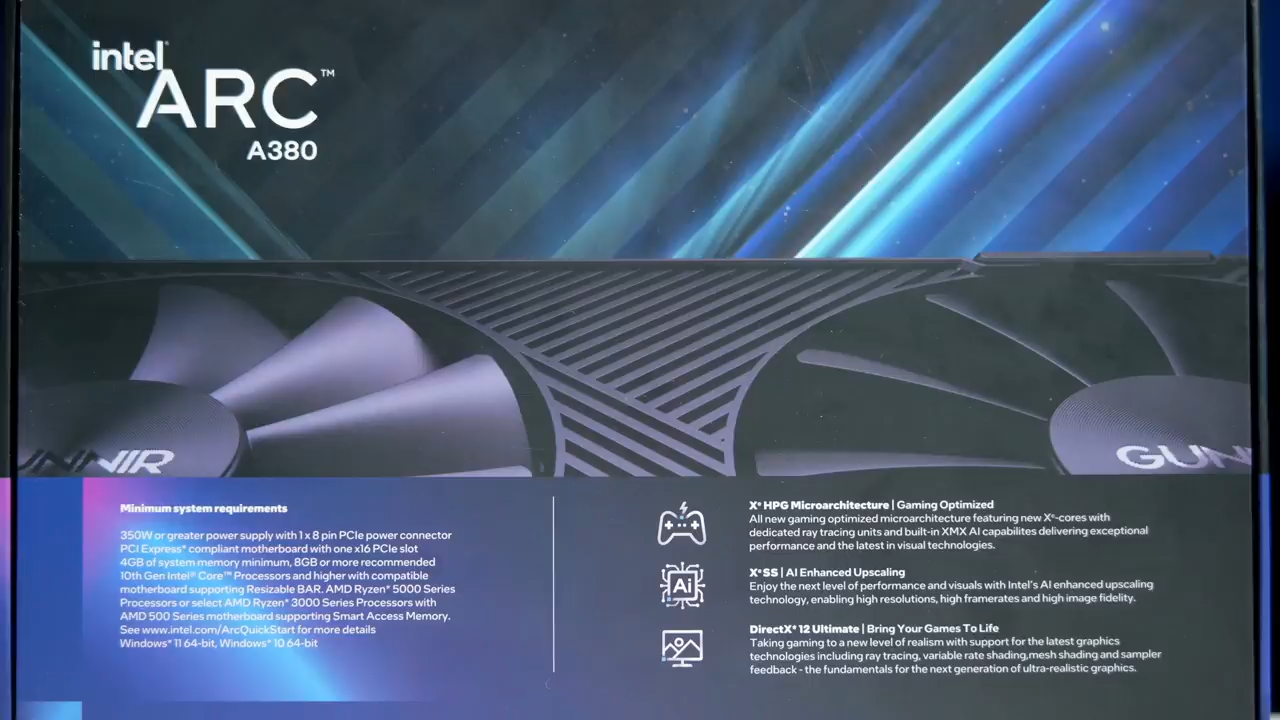 intel
ARC™
A380
NNIR
GUNN
Minimum system requirements
350W or greater power supply with 1 x 8 pin PCIe power connector
PCI Express® compliant motherboard with one x16 PCIe slot
4GB of system memory minimum, 8GB or more recommended
10th Gen Intel® Core™ Processors and higher with compatible
motherboard supporting Resizable BAR. AMD Ryzen® 5000 Series
Processors or select AMD Ryzen® 3000 Series Processors with
AMD 500 Series motherboard supporting Smart Access Memory.
See www.intel.com/ArcQuickStart for more details
Windows® 11 64-bit, Windows® 10 64-bit
Xᵉ HPG Microarchitecture | Gaming Optimized
All new gaming optimized microarchitecture featuring new Xᵉ-cores with
dedicated ray tracing units and built-in XMX AI capabilites delivering exceptional
performance and the latest in visual technologies.
Ai
XᵉSS | AI Enhanced Upscaling
Enjoy the next level of performance and visuals with Intel's AI enhanced upscaling
technology, enabling high resolutions, high framerates and high image fidelity.
DirectX® 12 Ultimate | Bring Your Games To Life
Taking gaming to a new level of realism with support for the latest graphics
technologies including ray tracing, variable rate shading,mesh shading and sampler
feedback - the fundamentals for the next generation of ultra-realistic graphics.